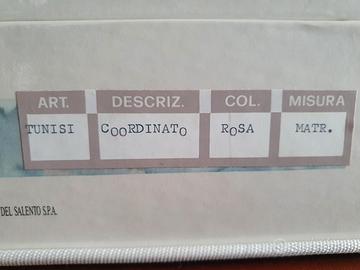 ART. DESCRIZ. COL. MISURA
TUNISI COORDINATO ROSA MATR.
DEL SALENTO S.P.A.